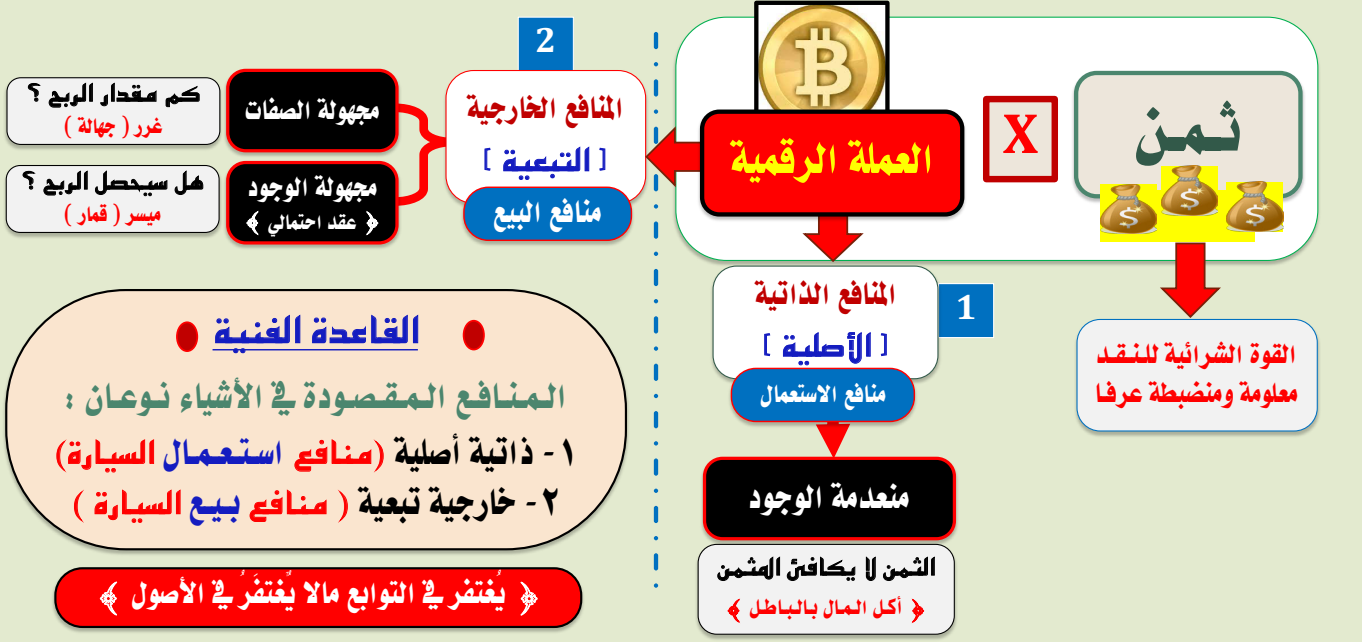 ثمن
X
العملة الرقمية
القوة الشرائية للنقد
معلومة ومنضبطة عرفا
1
المنافع الذاتية
[ الأصلية ]
منافع الاستعمال
منعدمة الوجود
الثمن لا يكافئ المثمن
﴿ أكل المال بالباطل ﴾
2
المنافع الخارجية
[ التبعية ]
منافع البيع
مجهولة الصفات
كم مقدار الربح ؟
غرر ( جهالة )
مجهولة الوجود
﴿ عقد احتمالي ﴾
هل سيحصل الربح ؟
ميسر ( قمار )
القاعدة الفنية
المنافع المقصودة في الأشياء نوعان :
١ - ذاتية أصلية (منافع استعمال السيارة)
٢ - خارجية تبعية ( منافع بيع السيارة )
﴿ يُغتفر في التوابع مالا يُغتفَرُ في الأصول ﴾